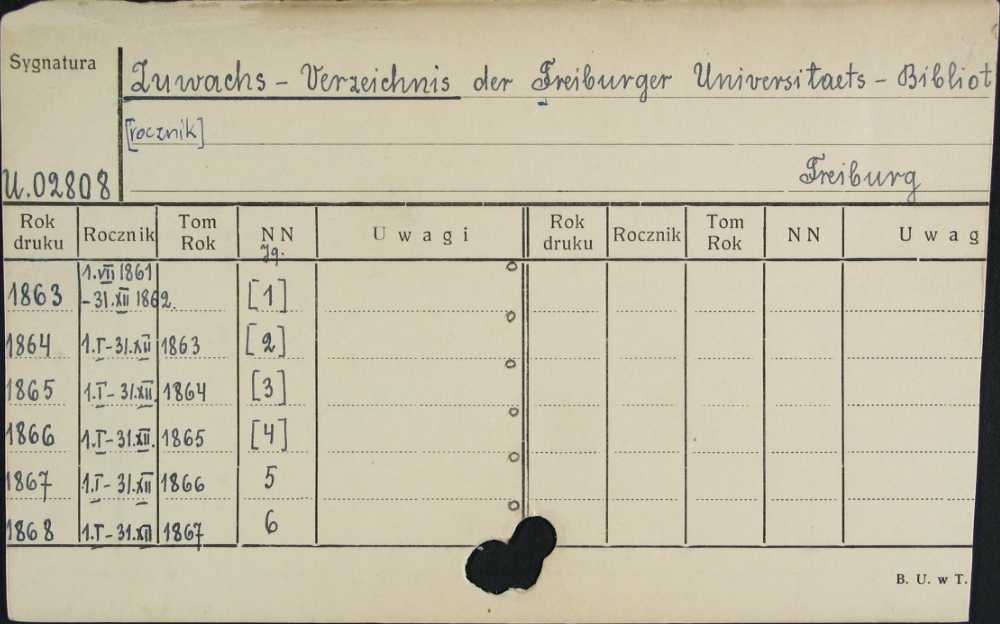 Sygnatura
Zuwachs - Verzeichnis der Freiburger Universitaets - Bibliot
[rocznik]
Freiburg
U.02808
Rok druku Rocznik Tom Rok NN Uwagi Rok druku Rocznik Tom Rok NN Uwag
Jg.
1863 1.VII 1861 - 31.XII 1862. [1]
1864 1.I - 31.XII 1863 [2]
1865 1.I - 31.XII. 1864 [3]
1866 1.I - 31.XII. 1865 [4]
1867 1.I - 31.XII 1866 5
1868 1.I - 31.XII 1867 6
B. U. w T.